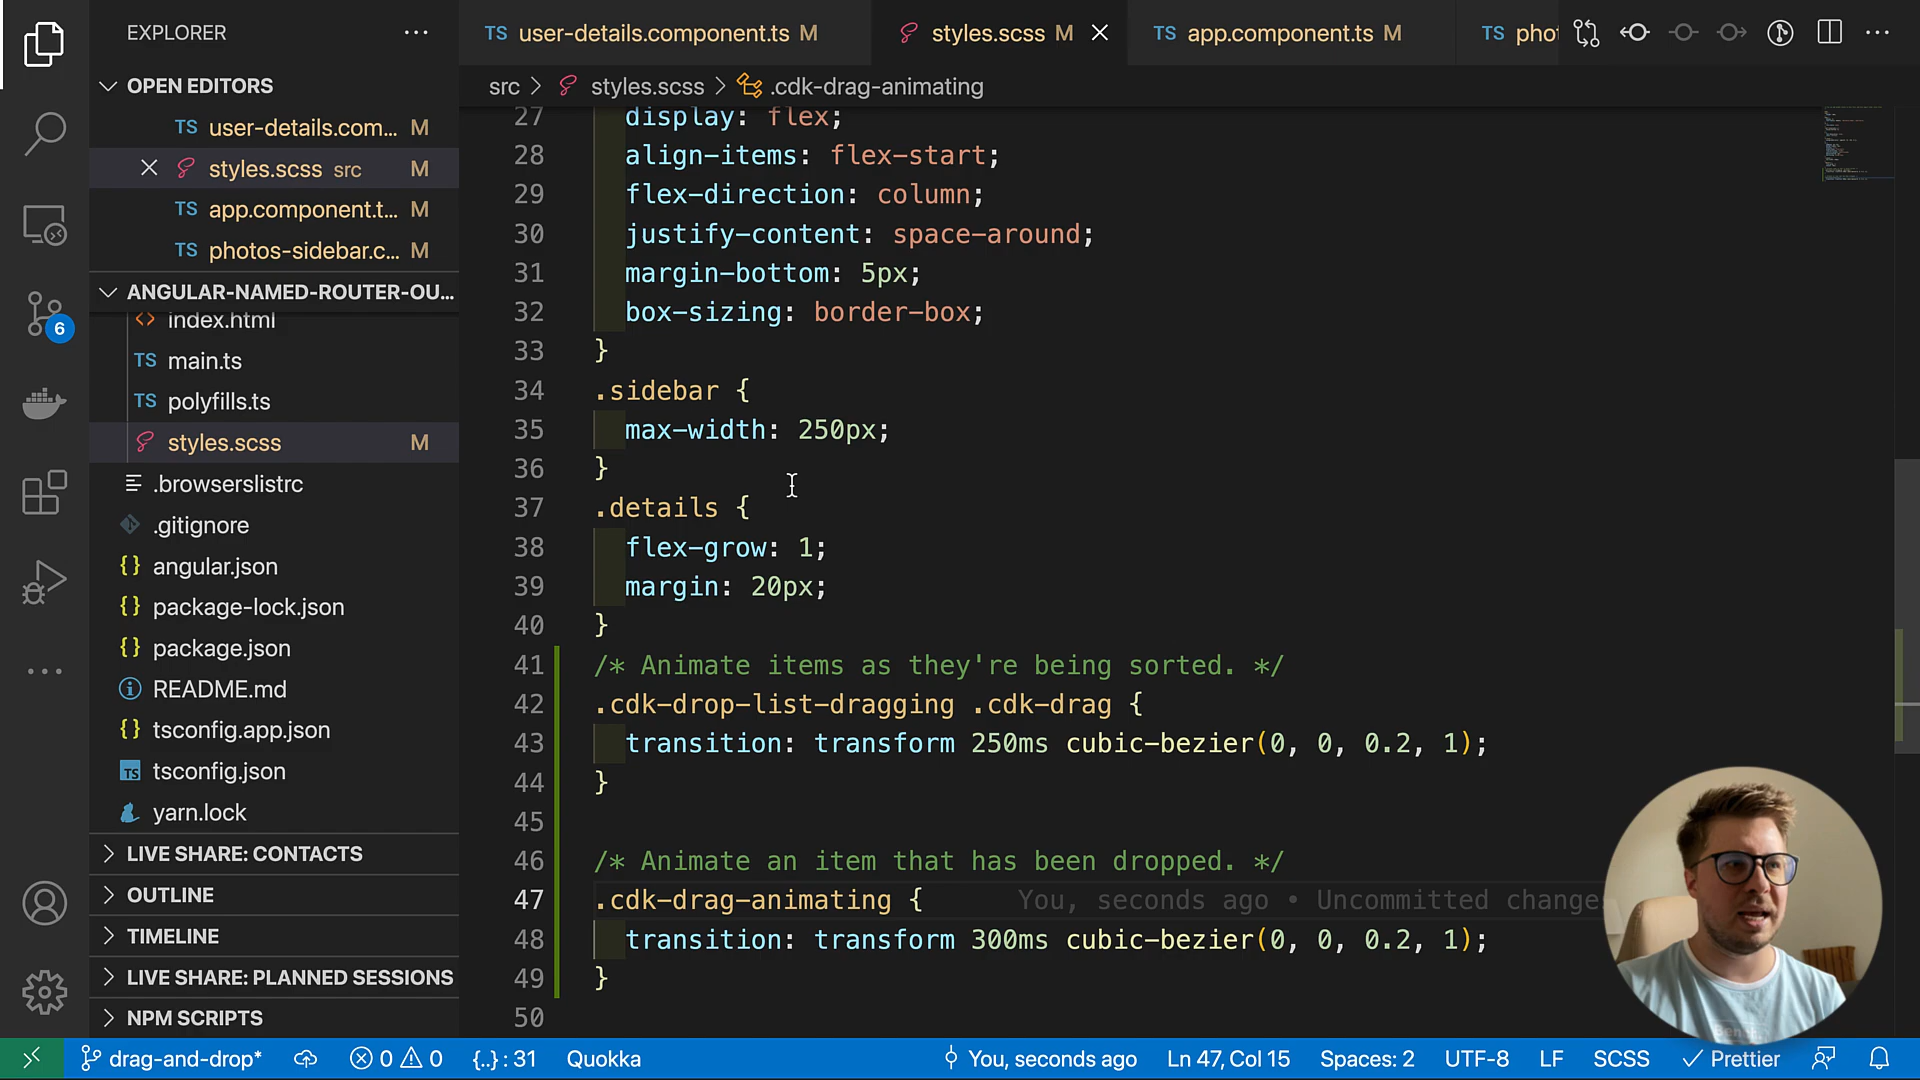 EXPLORER
OPEN EDITORS
TS user-details.com... M
styles.scss src M
TS app.component.t... M
TS photos-sidebar.c... M
ANGULAR-NAMED-ROUTER-OU...
index.html
TS main.ts
TS polyfills.ts
styles.scss M
.browserslistrc
.gitignore
{} angular.json
{} package-lock.json
{} package.json
README.md
{} tsconfig.app.json
TS tsconfig.json
yarn.lock
LIVE SHARE: CONTACTS
OUTLINE
TIMELINE
LIVE SHARE: PLANNED SESSIONS
NPM SCRIPTS
6
TS user-details.component.ts M
styles.scss M
TS app.component.ts M
TS phot
src > styles.scss > .cdk-drag-animating
27 display: flex;
28 align-items: flex-start;
29 flex-direction: column;
30 justify-content: space-around;
31 margin-bottom: 5px;
32 box-sizing: border-box;
33 }
34 .sidebar {
35 max-width: 250px;
36 }
37 .details {
38 flex-grow: 1;
39 margin: 20px;
40 }
41 /* Animate items as they're being sorted. */
42 .cdk-drop-list-dragging .cdk-drag {
43 transition: transform 250ms cubic-bezier(0, 0, 0.2, 1);
44 }
45
46 /* Animate an item that has been dropped. */
47 .cdk-drag-animating { You, seconds ago • Uncommitted change
48 transition: transform 300ms cubic-bezier(0, 0, 0.2, 1);
49 }
50
drag-and-drop* 0 0 {..}: 31 Quokka You, seconds ago Ln 47, Col 15 Spaces: 2 UTF-8 LF SCSS Prettier